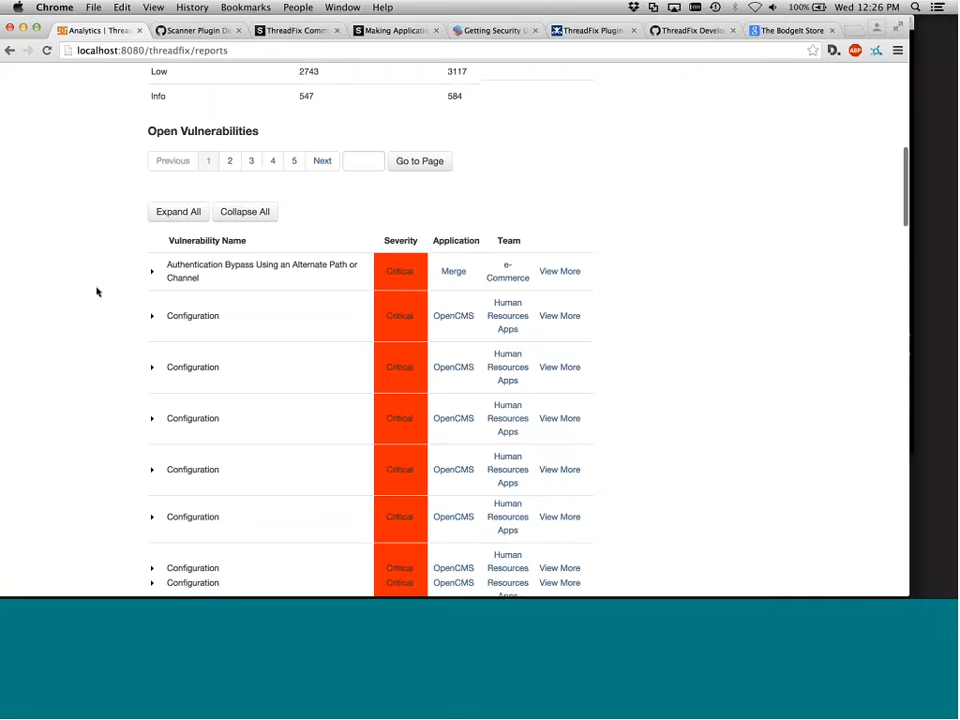 Chrome File Edit View History Bookmarks People Window Help 100% Wed 12:26 PM
Analytics | Thread × Scanner Plugin De × ThreadFix Comm × Making Applicatio × Getting Security U × ThreadFix Plugin × ThreadFix Develo × The BodgeIt Store ×
localhost:8080/threadfix/reports D. ABP
Low 2743 3117
Info 547 584
Open Vulnerabilities
Previous 1 2 3 4 5 Next Go to Page
Expand All Collapse All
Vulnerability Name Severity Application Team
Authentication Bypass Using an Alternate Path or
Channel
Critical Merge
e-
Commerce
View More
Configuration Critical OpenCMS
Human
Resources
Apps
View More
Configuration Critical OpenCMS
Human
Resources
Apps
View More
Configuration Critical OpenCMS
Human
Resources
Apps
View More
Configuration Critical OpenCMS
Human
Resources
Apps
View More
Configuration Critical OpenCMS
Human
Resources
Apps
View More
Human
Configuration Critical OpenCMS Resources View More
Configuration Critical OpenCMS Resources View More